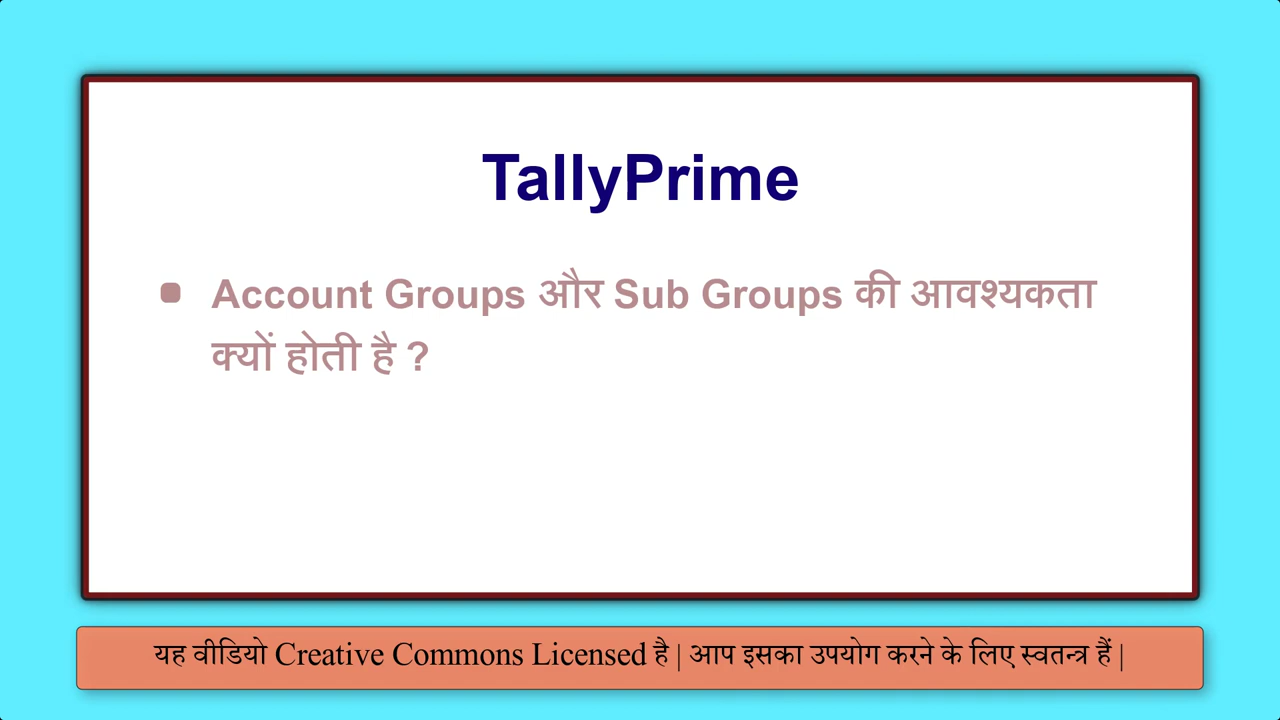 TallyPrime
Account Groups और Sub Groups की आवश्यकता
क्यों होती है ?
यह वीडियो Creative Commons Licensed है | आप इसका उपयोग करने के लिए स्वतन्त्र हैं |